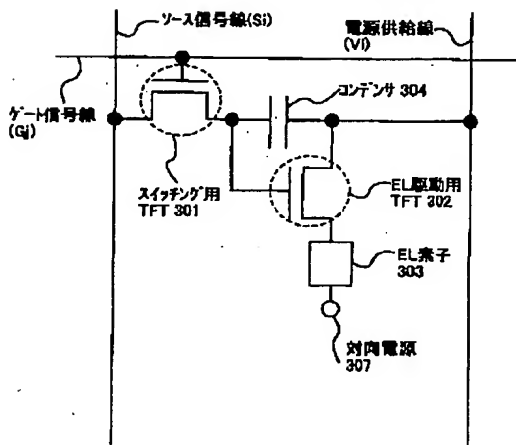 ソース信号線(Si)
電源供給線
(Vi)
ゲート信号線
(Gj)
コンデンサ 304
スイッチング用
TFT 301
EL駆動用
TFT 302
EL素子
303
対向電源
307